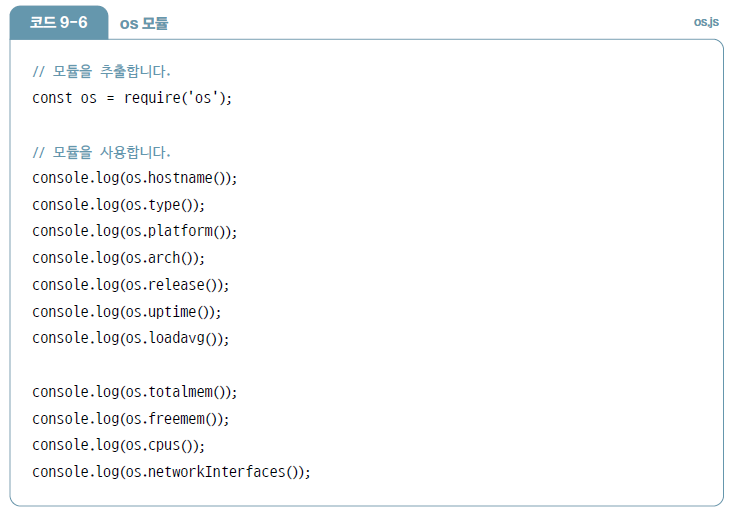 코드 9-6 os 모듈 os.js
// 모듈을 추출합니다.
const os = require('os');
// 모듈을 사용합니다.
console.log(os.hostname());
console.log(os.type());
console.log(os.platform());
console.log(os.arch());
console.log(os.release());
console.log(os.uptime());
console.log(os.loadavg());
console.log(os.totalmem());
console.log(os.freemem());
console.log(os.cpus());
console.log(os.networkInterfaces());